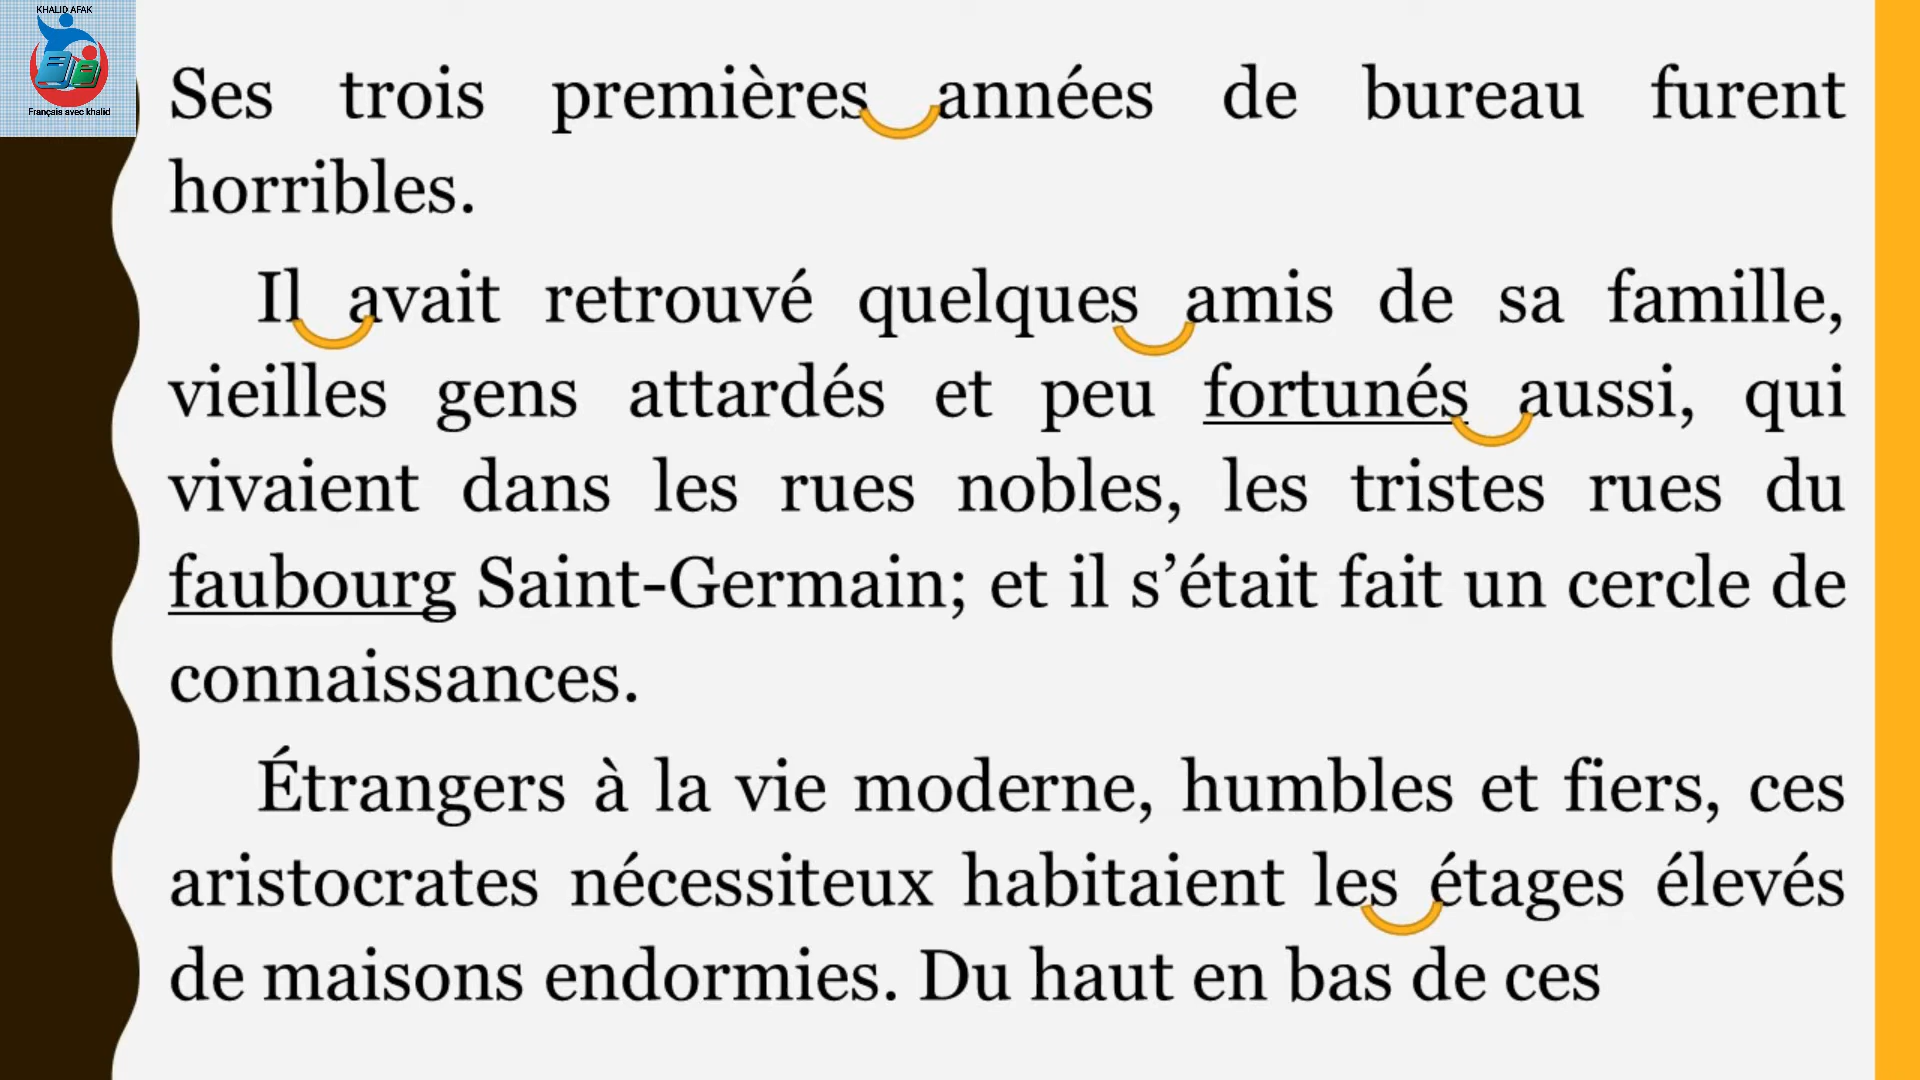 KHALID AFAK
Français avec khalid
Ses trois premières années de bureau furent
horribles.
Il avait retrouvé quelques amis de sa famille,
vieilles gens attardés et peu fortunés aussi, qui
vivaient dans les rues nobles, les tristes rues du
faubourg Saint-Germain; et il s’était fait un cercle de
connaissances.
Étrangers à la vie moderne, humbles et fiers, ces
aristocrates nécessiteux habitaient les étages élevés
de maisons endormies. Du haut en bas de ces